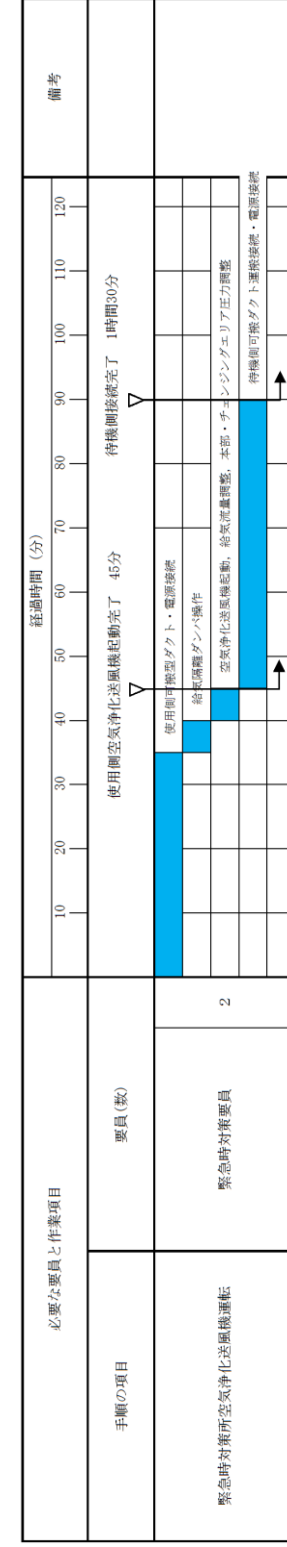 必要な要員と作業項目
経過時間（分）
備考
10 20 30 40 50 60 70 80 90 100 110 120
手順の項目
要員(数)
使用側空気浄化送風機起動完了 45分
待機側接続完了 1時間30分
緊急時対策所空気浄化送風機運転
緊急時対策要員
2
使用側可搬型ダクト・電源接続
給気隔離ダンパ操作
空気浄化送風機起動，給気流量調整，本部・チェンジングエリア圧力調整
待機側可搬ダクト運搬接続・電源接続